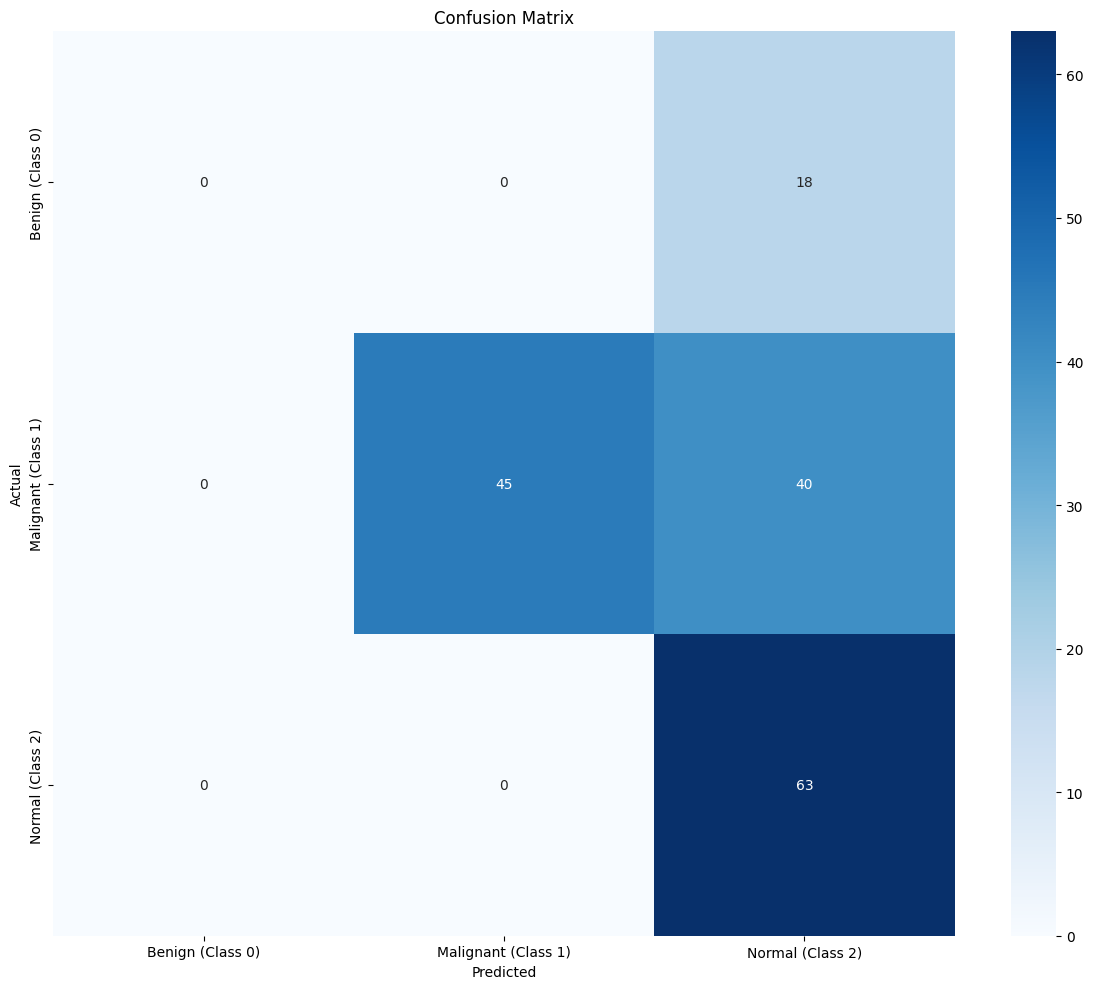 Confusion Matrix
Actual
Benign (Class 0)
Malignant (Class 1)
Normal (Class 2)
0 0 18
0 45 40
0 0 63
Benign (Class 0) Malignant (Class 1) Normal (Class 2)
Predicted
60
50
40
30
20
10
0